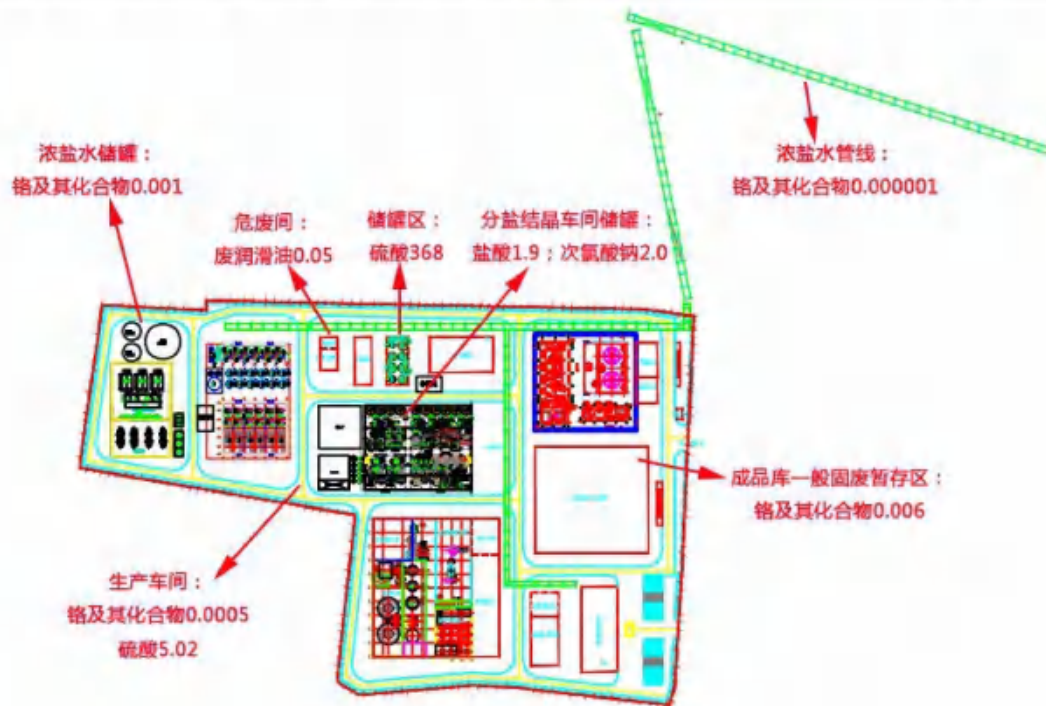 浓盐水储罐：
铬及其化合物0.001
危废间：
废润滑油0.05
储罐区：
硫酸368
分盐结晶车间储罐：
盐酸1.9；次氯酸钠2.0
浓盐水管线：
铬及其化合物0.000001
成品库一般固废暂存区：
铬及其化合物0.006
生产车间：
铬及其化合物0.0005
硫酸5.02